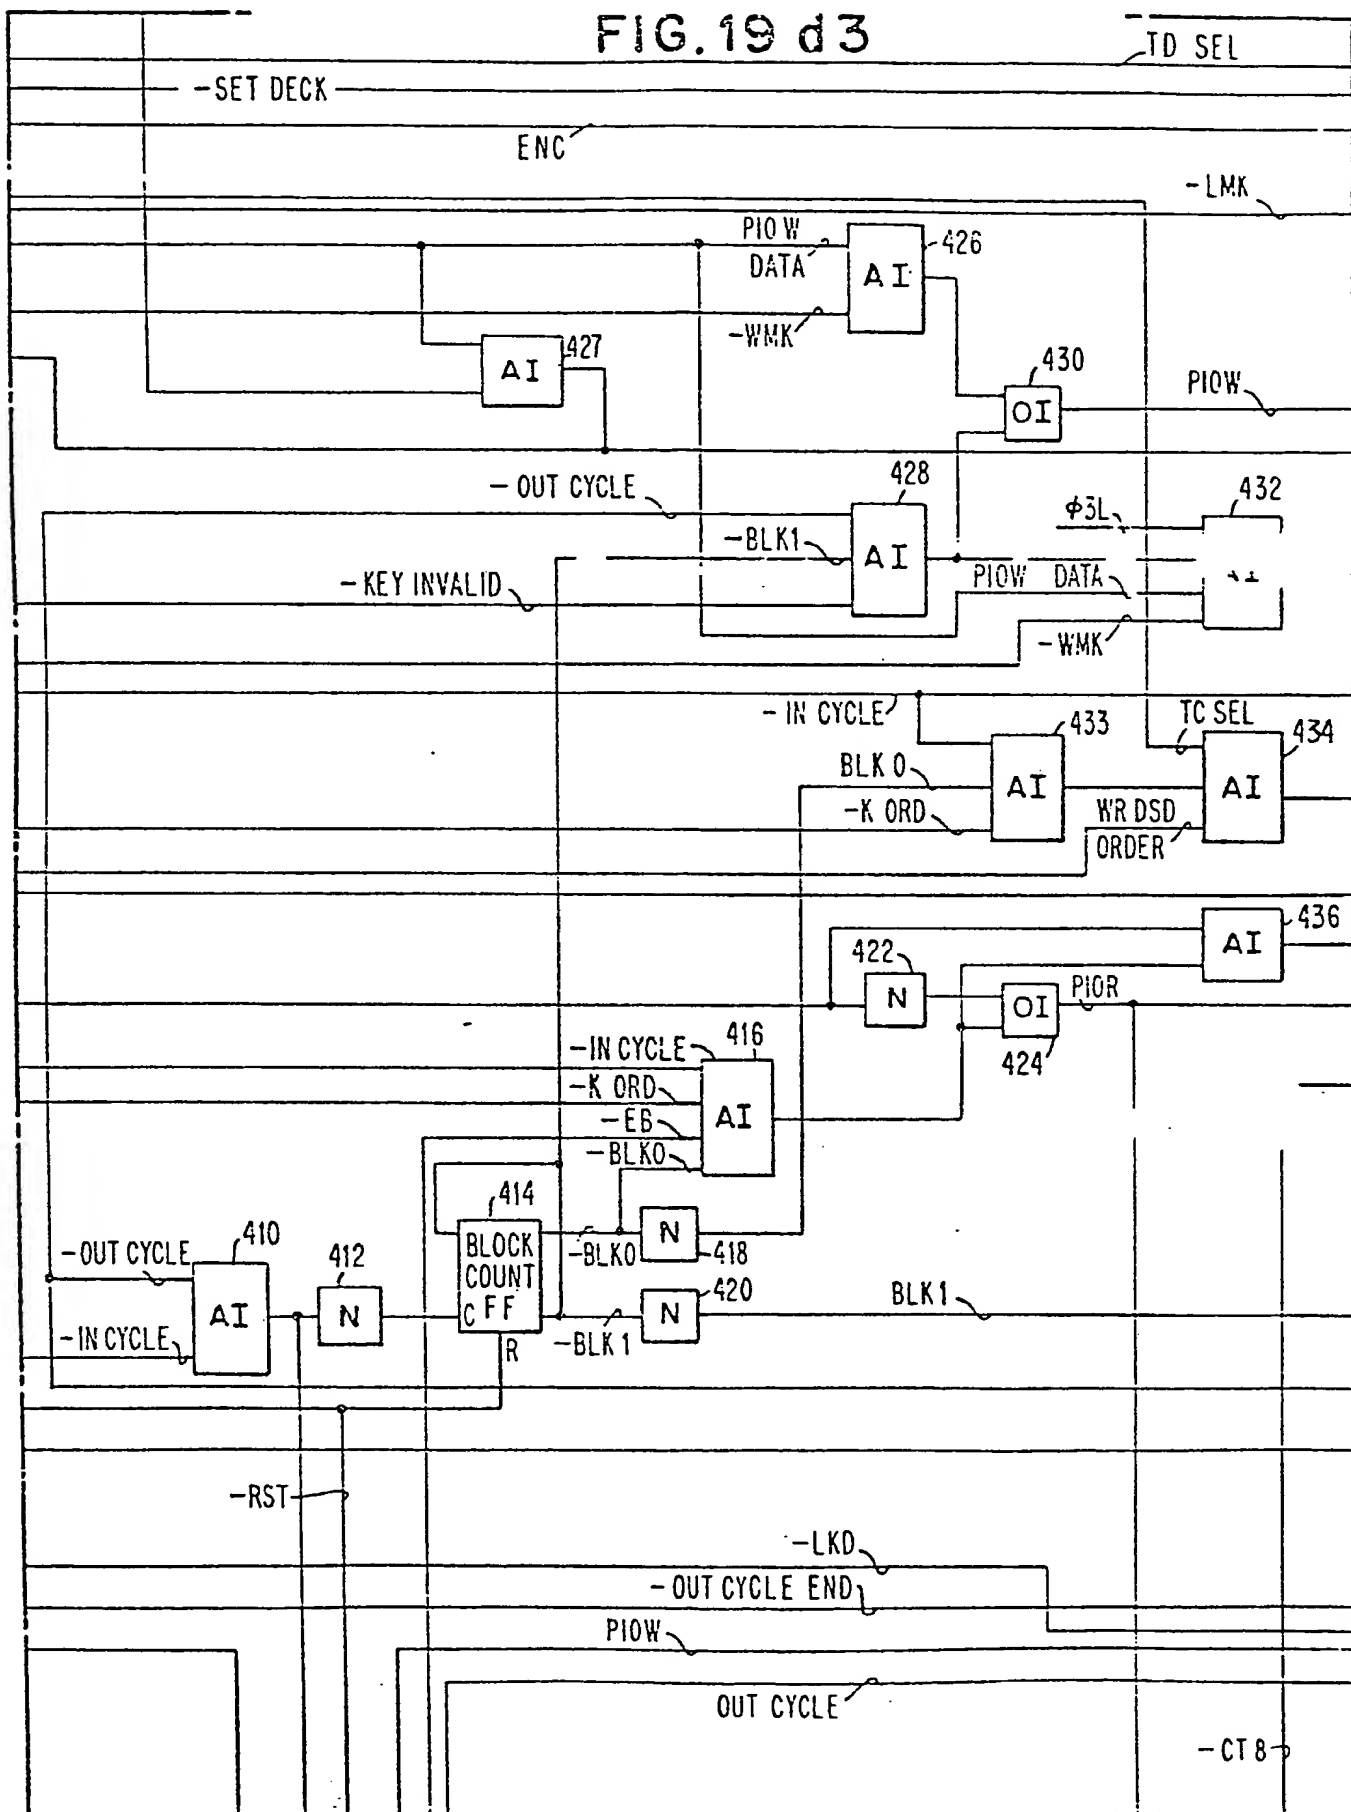 FIG. 19 d 3
TD SEL
-SET DECK
ENC
-LMK
PIOW
DATA
426
AI
-WMK
427
AI
430
OI
PIOW
-OUT CYCLE
428
AI
-BLK1
-KEY INVALID
φ3L
432
PIOW DATA
-WMK
-IN CYCLE
433
AI
BLK 0
-K ORD
TC SEL
434
AI
WR DSD
ORDER
436
AI
422
N
OI
PIOR
424
416
-IN CYCLE
-K ORD
AI
-EB
-BLK0
414
BLOCK
COUNT
C FF
R
-BLK0
N
418
-OUT CYCLE
410
AI
412
N
420
N
BLK1
-IN CYCLE
-BLK 1
-RST
-LKD
-OUT CYCLE END
PIOW
OUT CYCLE
-CT 8